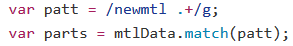 var patt = /newmtl .+/g;
var parts = mtlData.match(patt);